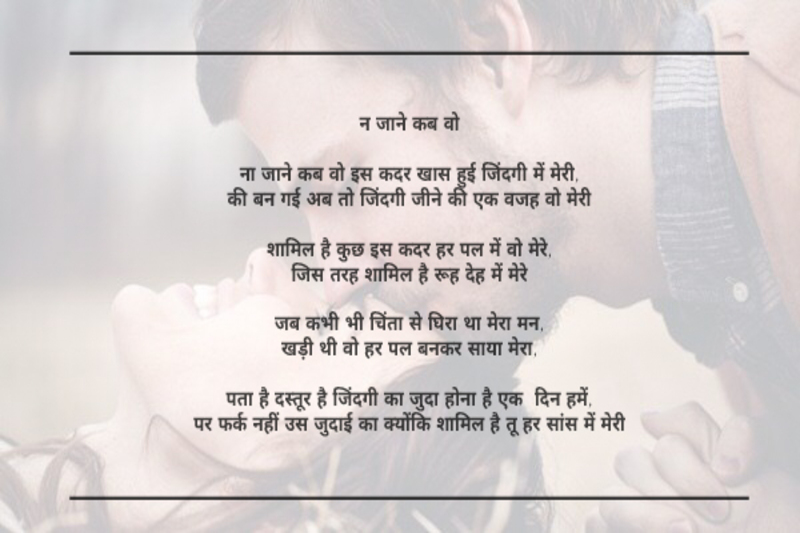 न जाने कब वो
ना जाने कब वो इस कदर खास हुई जिंदगी में मेरी,
की बन गई अब तो जिंदगी जीने की एक वजह वो मेरी
शामिल है कुछ इस कदर हर पल में वो मेरे,
जिस तरह शामिल है रूह देह में मेरे
जब कभी भी चिंता से घिरा था मेरा मन,
खड़ी थी वो हर पल बनकर साया मेरा,
पता है दस्तूर है जिंदगी का जुदा होना है एक दिन हमें,
पर फर्क नहीं उस जुदाई का क्योंकि शामिल है तू हर सांस में मेरी